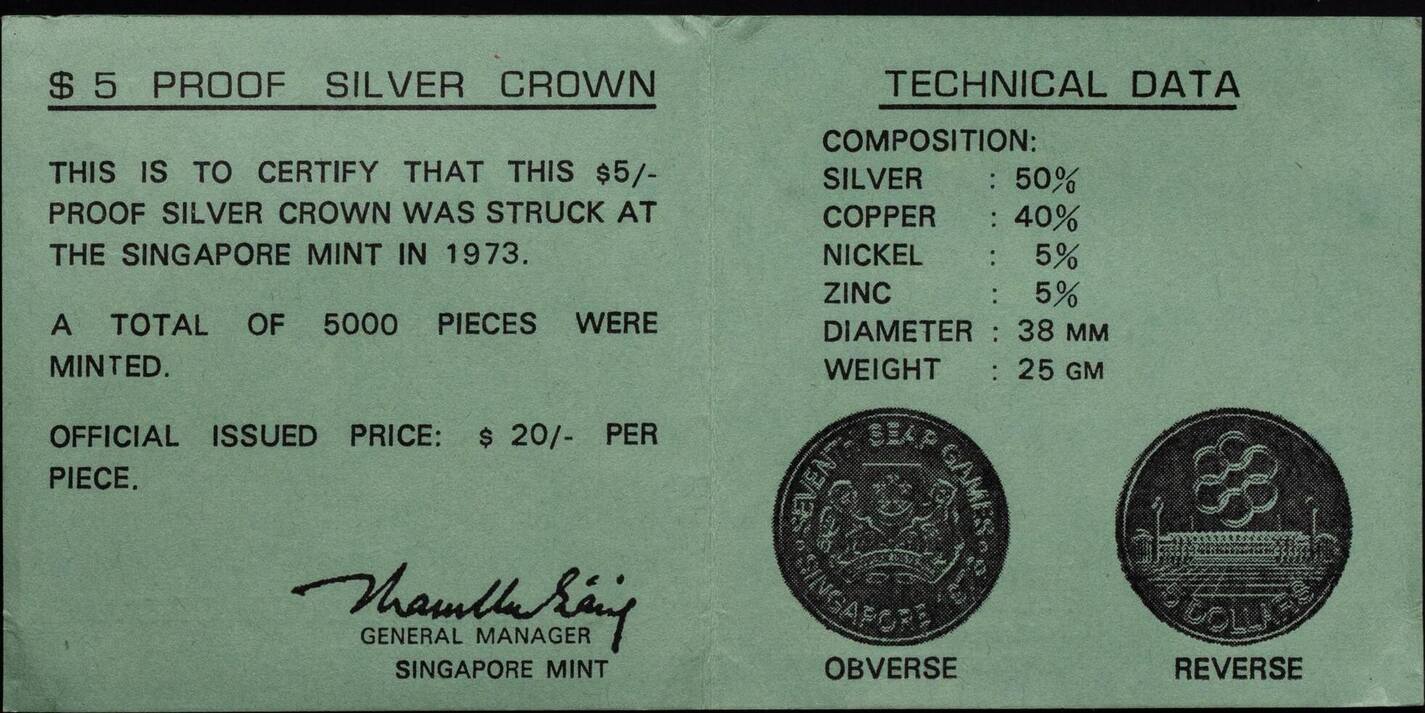 $ 5 PROOF SILVER CROWN
THIS IS TO CERTIFY THAT THIS $5/-
PROOF SILVER CROWN WAS STRUCK AT
THE SINGAPORE MINT IN 1973.
A TOTAL OF 5000 PIECES WERE
MINTED.
OFFICIAL ISSUED PRICE: $ 20/- PER
PIECE.
GENERAL MANAGER
SINGAPORE MINT
TECHNICAL DATA
COMPOSITION:
SILVER : 50%
COPPER : 40%
NICKEL : 5%
ZINC : 5%
DIAMETER : 38 MM
WEIGHT : 25 GM
SEVENTH SEAP GAMES
SINGAPORE
5 DOLLARS
OBVERSE
REVERSE